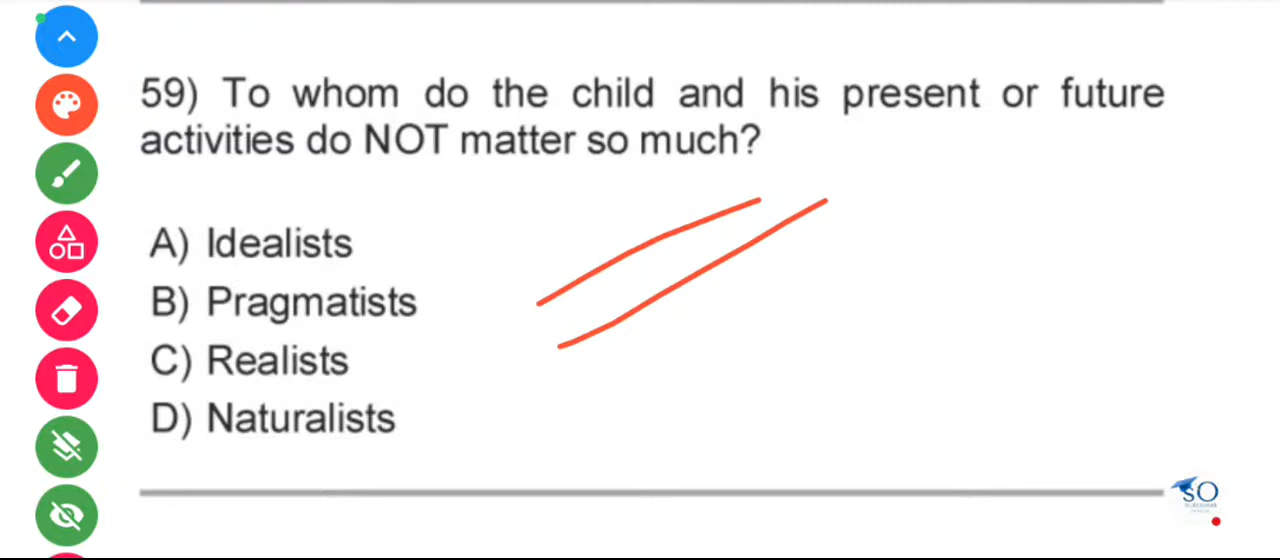 59) To whom do the child and his present or future
activities do NOT matter so much?
A) Idealists
B) Pragmatists
C) Realists
D) Naturalists
SO